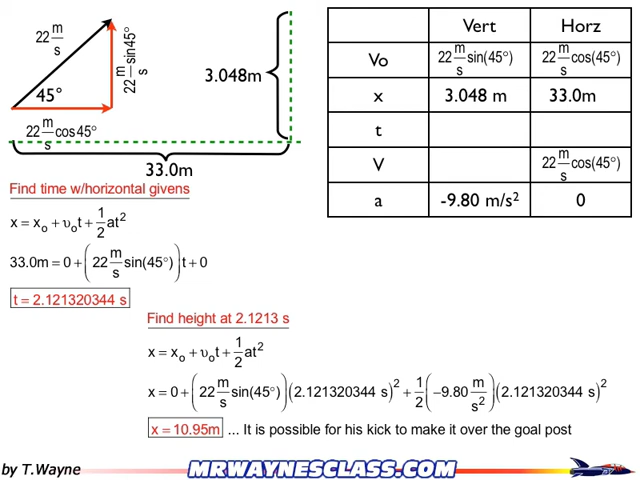 22 m/s
45°
22 m/s sin45°
22 m/s cos45°
3.048m
33.0m
Vert Horz
Vo 22 m/s sin(45°) 22 m/s cos(45°)
x 3.048 m 33.0m
t
V 22 m/s cos(45°)
a -9.80 m/s² 0
Find time w/horizontal givens
x = xₒ + υₒt + 1/2 at²
33.0m = 0 + (22 m/s sin(45°))t + 0
t = 2.121320344 s
Find height at 2.1213 s
x = xₒ + υₒt + 1/2 at²
x = 0 + (22 m/s sin(45°))(2.121320344 s)² + 1/2 (−9.80 m/s²)(2.121320344 s)²
x = 10.95m ... It is possible for his kick to make it over the goal post
by T.Wayne
MRWAYNESCLASS.COM